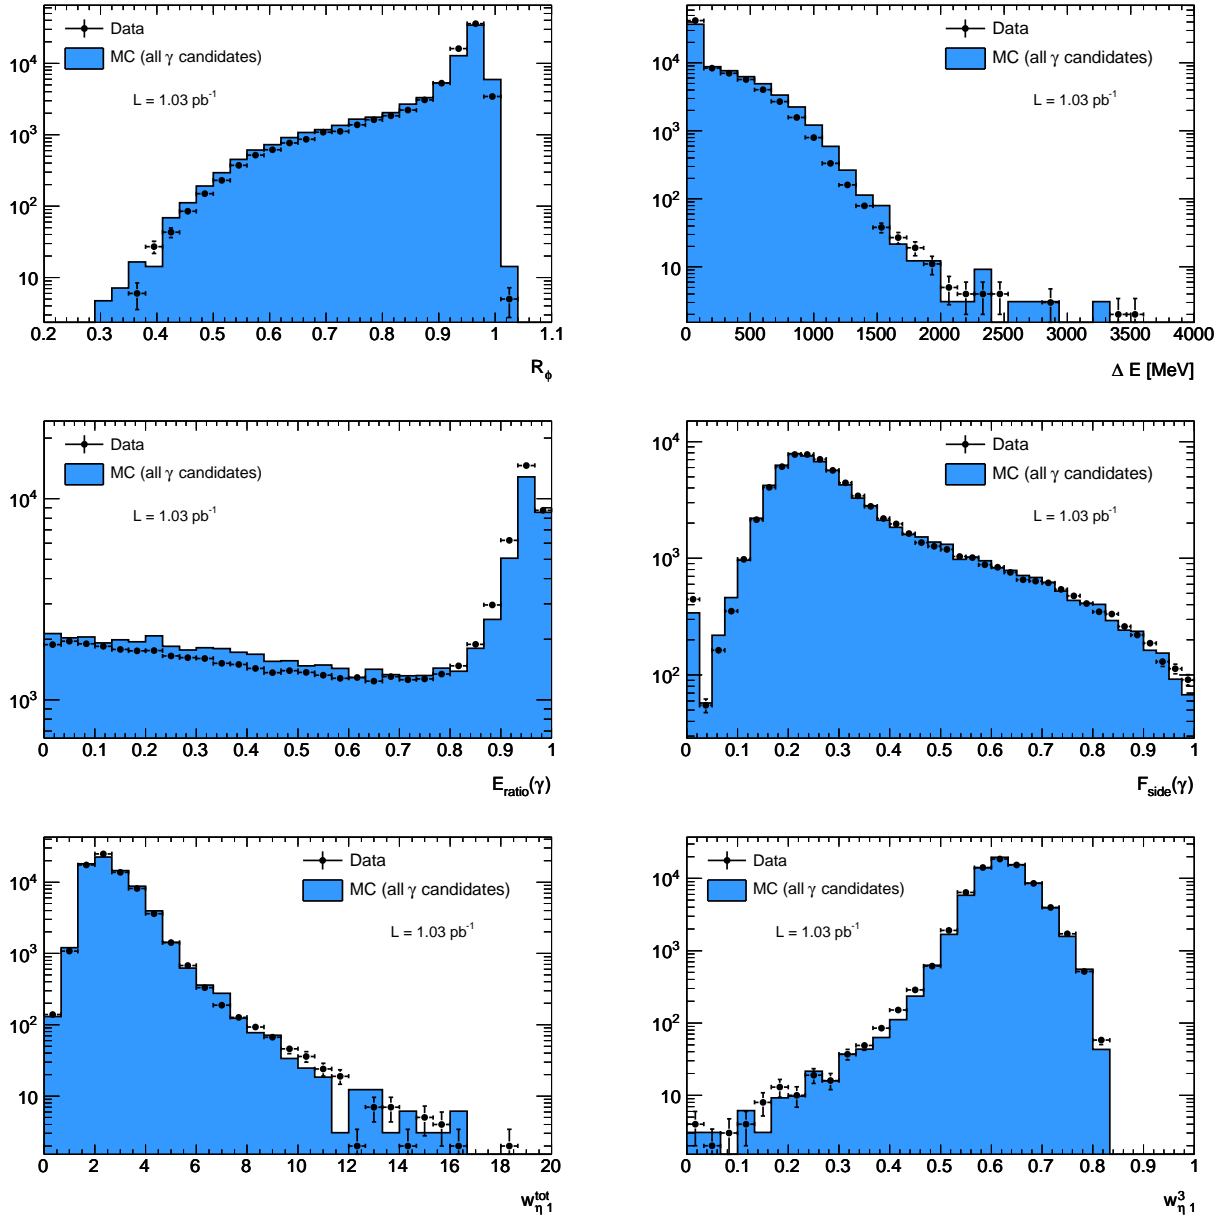 Data
MC (all γ candidates)
L = 1.03 pb⁻¹
10⁴
10³
10²
10
0.2 0.3 0.4 0.5 0.6 0.7 0.8 0.9 1 1.1
R_ϕ
Data
MC (all γ candidates)
L = 1.03 pb⁻¹
10⁴
10³
10²
10
0 500 1000 1500 2000 2500 3000 3500 4000
Δ E [MeV]
Data
MC (all γ candidates)
L = 1.03 pb⁻¹
10⁴
10³
0 0.1 0.2 0.3 0.4 0.5 0.6 0.7 0.8 0.9 1
E_ratio(γ)
Data
MC (all γ candidates)
L = 1.03 pb⁻¹
10⁴
10³
10²
0 0.1 0.2 0.3 0.4 0.5 0.6 0.7 0.8 0.9 1
F_side(γ)
Data
MC (all γ candidates)
L = 1.03 pb⁻¹
10⁴
10³
10²
10
0 2 4 6 8 10 12 14 16 18 20
w_η 1^tot
Data
MC (all γ candidates)
L = 1.03 pb⁻¹
10⁴
10³
10²
10
0 0.1 0.2 0.3 0.4 0.5 0.6 0.7 0.8 0.9 1
w_η 1^3